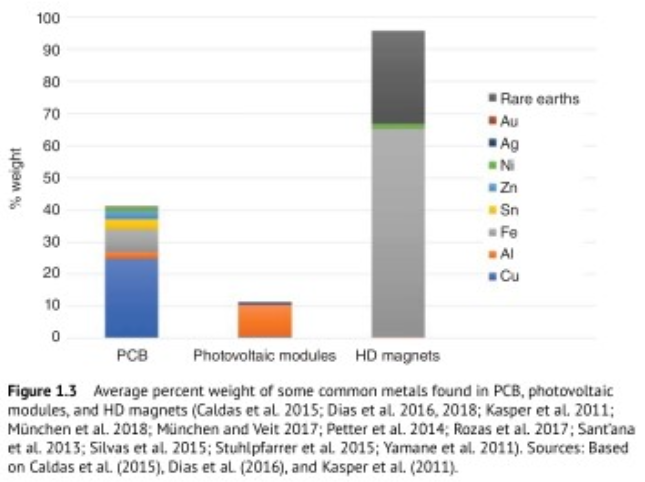 100
90
80
70
60
50
40
30
20
10
0
% weight
PCB
Photovoltaic modules
HD magnets
Rare earths
Au
Ag
Ni
Zn
Sn
Fe
Al
Cu
Figure 1.3 Average percent weight of some common metals found in PCB, photovoltaic
modules, and HD magnets (Caldas et al. 2015; Dias et al. 2016, 2018; Kasper et al. 2011;
München et al. 2018; München and Veit 2017; Petter et al. 2014; Rozas et al. 2017; Sant'ana
et al. 2013; Silvas et al. 2015; Stuhlpfarrer et al. 2015; Yamane et al. 2011). Sources: Based
on Caldas et al. (2015), Dias et al. (2016), and Kasper et al. (2011).